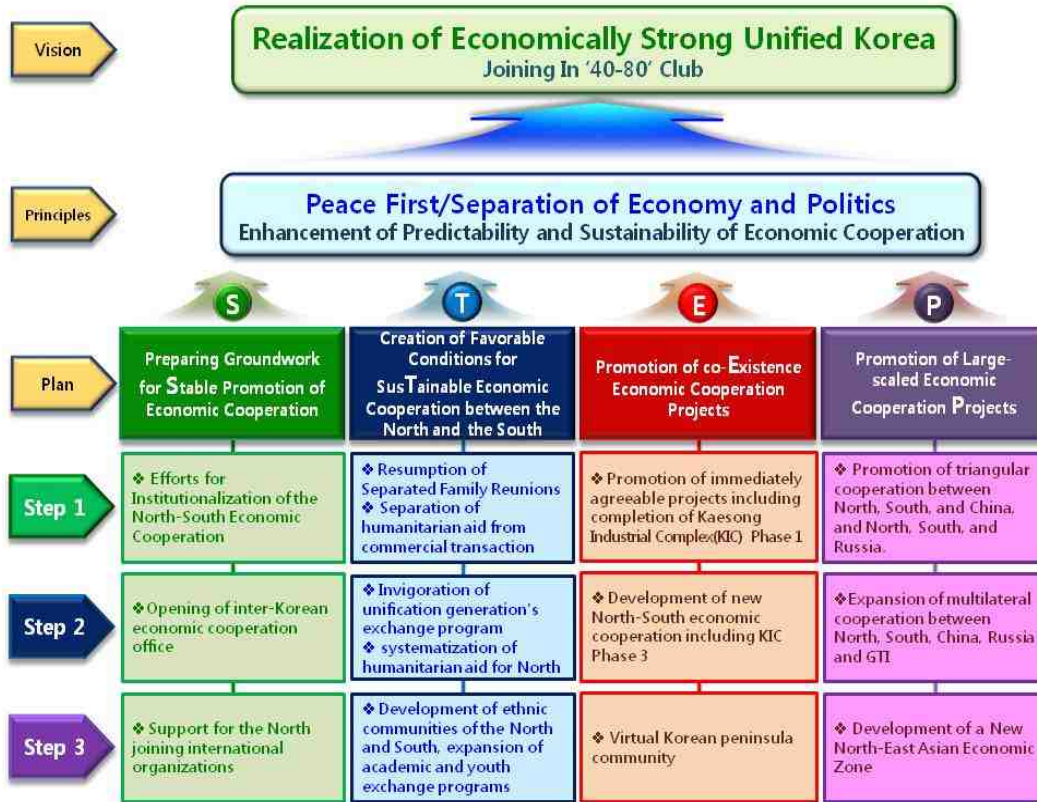 Vision
Realization of Economically Strong Unified Korea
Joining In '40-80' Club
Principles
Peace First/Separation of Economy and Politics
Enhancement of Predictability and Sustainability of Economic Cooperation
S
T
E
P
Plan
Preparing Groundwork
for Stable Promotion of
Economic Cooperation
Creation of Favorable
Conditions for
SusTainable Economic
Cooperation between the
North and the South
Promotion of co-Existence
Economic Cooperation
Projects
Promotion of Large-
scaled Economic
Cooperation Projects
Step 1
❖ Efforts for
Institutionalization of the
North-South Economic
Cooperation
❖ Resumption of
Separated Family Reunions
❖ Separation of
humanitarian aid from
commercial transaction
❖ Promotion of immediately
agreeable projects including
completion of Kaesong
Industrial Complex(KIC) Phase 1
❖ Promotion of triangular
cooperation between
North, South, and China,
and North, South, and
Russia.
Step 2
❖Opening of inter-Korean
economic cooperation
office
❖ Invigoration of
unification generation's
exchange program
❖ systematization of
humanitarian aid for North
❖ Development of new
North-South economic
cooperation including KIC
Phase 3
❖Expansion of multilateral
cooperation between
North, South, China, Russia
and GTI
Step 3
❖ Support for the North
joining international
organizations
❖ Development of ethnic
communities of the North
and South, expansion of
academic and youth
exchange programs
❖ Virtual Korean peninsula
community
❖ Development of a New
North-East Asian Economic
Zone